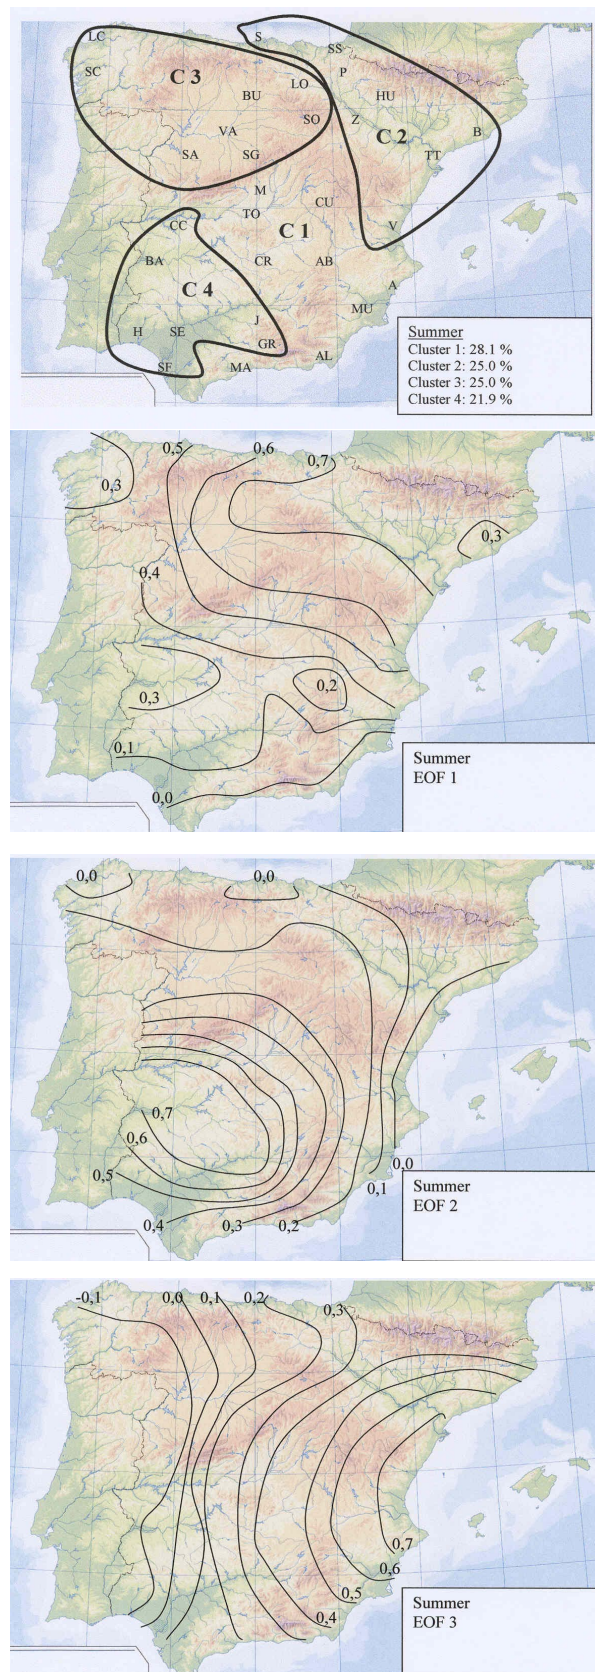 LC
S
SS
SC
C 3
P
LO
BU
HU
SO
Z
VA
C 2
B
SA
SG
TT
M
CU
TO
CC
C 1
V
BA
CR
AB
C 4
A
MU
J
H
SE
GR
SF
MA
AL
Summer
Cluster 1: 28.1 %
Cluster 2: 25.0 %
Cluster 3: 25.0 %
Cluster 4: 21.9 %
0,5
0,6
0,7
0,3
0,3
0,4
0,2
0,3
0,1
0,0
Summer
EOF 1
0,0
0,0
0,7
0,6
0,5
0,0
0,1
0,4
0,3
0,2
Summer
EOF 2
-0,1
0,0
0,1
0,2
0,3
0,7
0,6
0,5
0,4
Summer
EOF 3